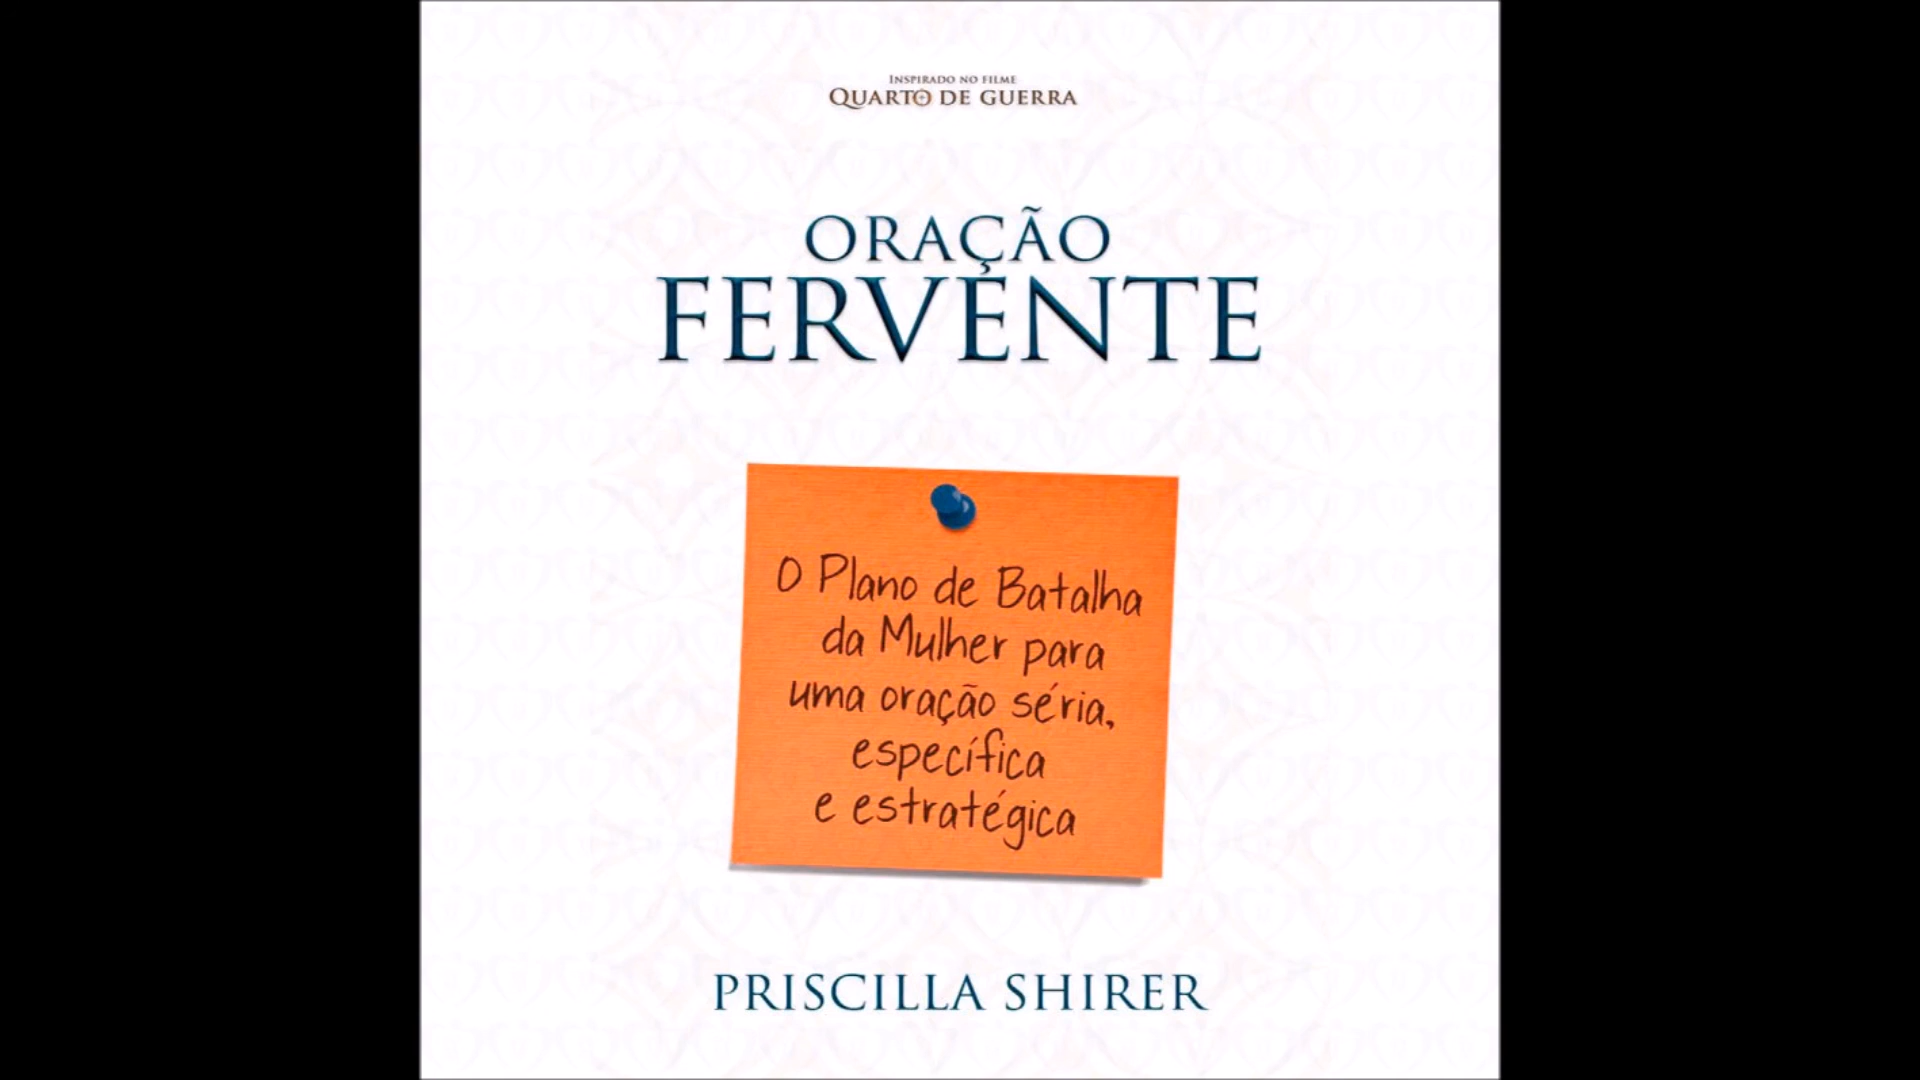 INSPIRADO NO FILME
QUARTO DE GUERRA
ORAÇÃO
FERVENTE
O Plano de Batalha
da Mulher para
uma oração séria,
específica
e estratégica
PRISCILLA SHIRER